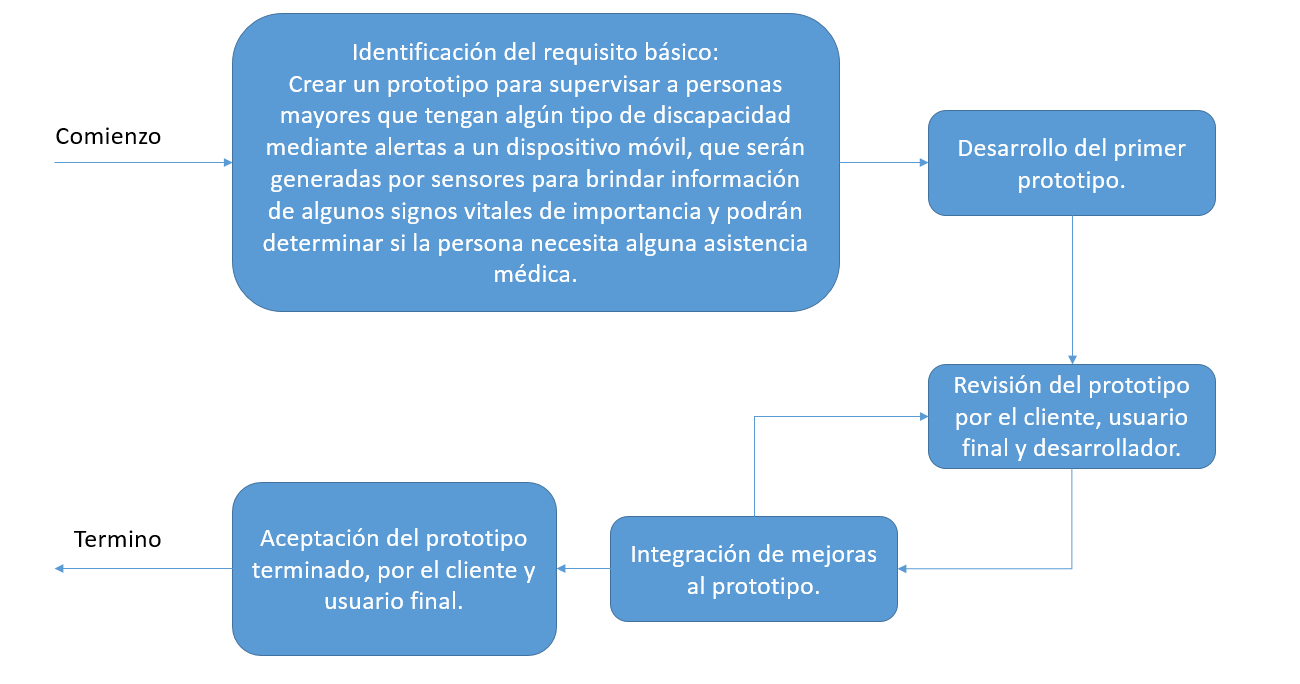 Comienzo
Identificación del requisito básico:
Crear un prototipo para supervisar a personas
mayores que tengan algún tipo de discapacidad
mediante alertas a un dispositivo móvil, que serán
generadas por sensores para brindar información
de algunos signos vitales de importancia y podrán
determinar si la persona necesita alguna asistencia
médica.
Desarrollo del primer
prototipo.
Revisión del prototipo
por el cliente, usuario
final y desarrollador.
Integración de mejoras
al prototipo.
Aceptación del prototipo
terminado, por el cliente y
usuario final.
Termino